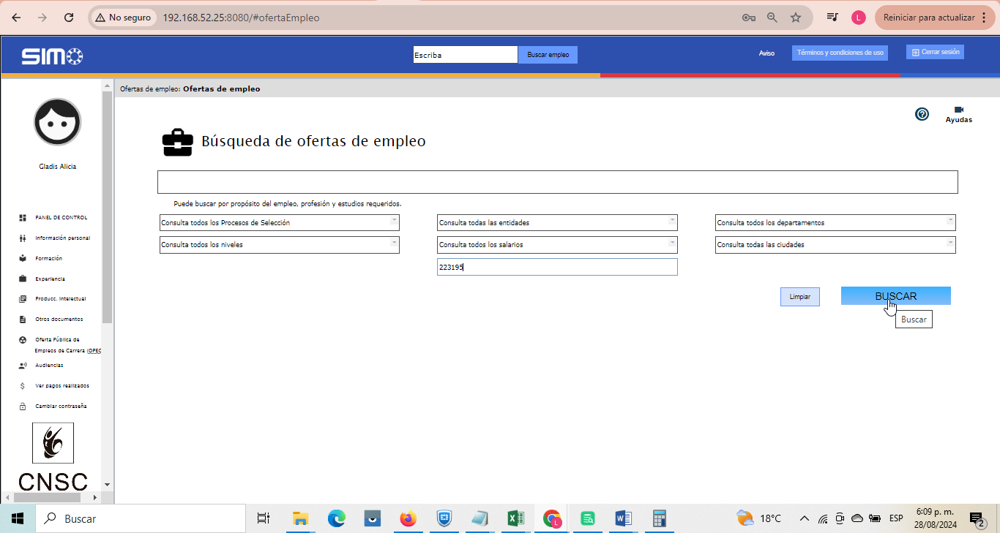 No seguro
192.168.52.25:8080/#ofertaEmpleo
L
Reiniciar para actualizar
SIMO
Escriba
Buscar empleo
Aviso
Términos y condiciones de uso
Cerrar sesión
Ofertas de empleo: Ofertas de empleo
Ayudas
Gladis Alicia
Búsqueda de ofertas de empleo
Puede buscar por propósito del empleo, profesión y estudios requeridos.
Consulta todos los Procesos de Selección
Consulta todas las entidades
Consulta todos los departamentos
Consulta todos los niveles
Consulta todos los salarios
Consulta todas las ciudades
223195
Limpiar
BUSCAR
Buscar
PANEL DE CONTROL
Información personal
Formación
Experiencia
Producc. Intelectual
Otros documentos
Oferta Pública de
Empleos de Carrera (OPEC
Audiencias
Ver pagos realizados
Cambiar contraseña
CNSC
Buscar
L
18°C
ESP
6:09 p. m.
28/08/2024
2